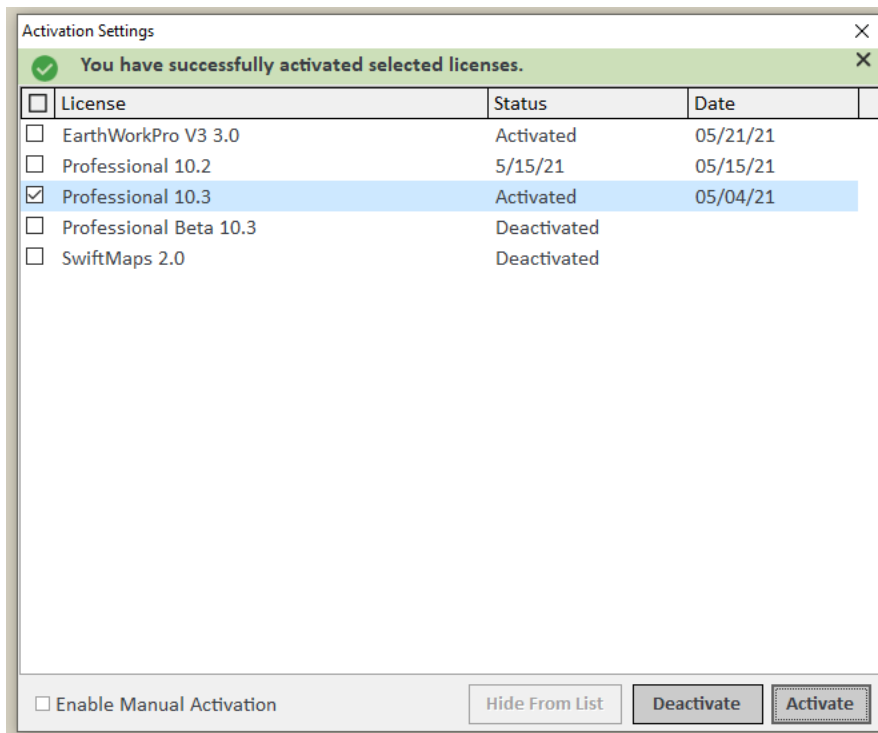 Activation Settings
You have successfully activated selected licenses.
License Status Date
EarthWorkPro V3 3.0 Activated 05/21/21
Professional 10.2 5/15/21 05/15/21
Professional 10.3 Activated 05/04/21
Professional Beta 10.3 Deactivated
SwiftMaps 2.0 Deactivated
Enable Manual Activation Hide From List Deactivate Activate